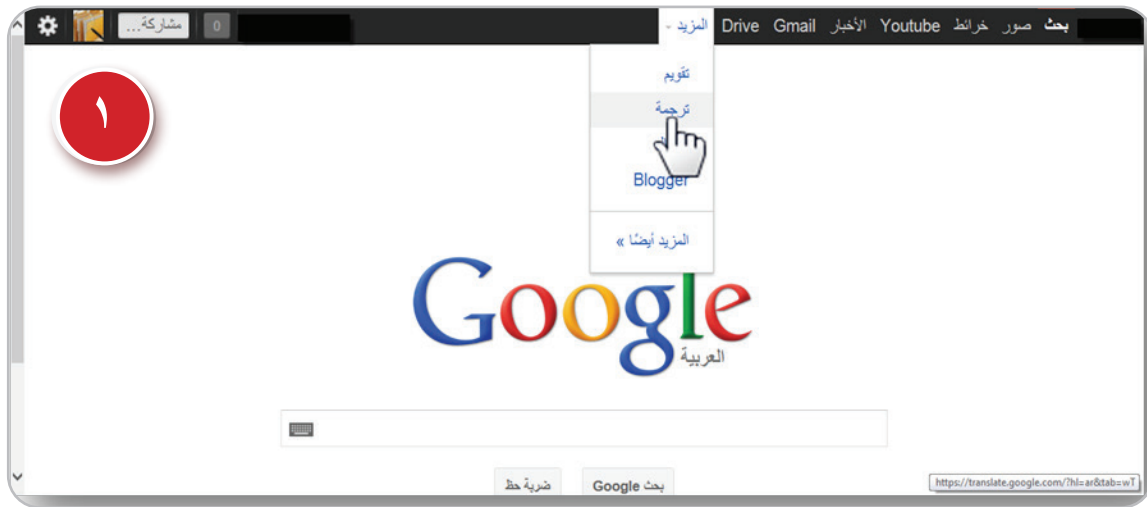 بحث صور خرائط Youtube الأخبار Gmail Drive المزيد 0 مشاركة...
١
تقويم
ترجمة
Blogger
المزيد أيضًا »
Google
العربية
بحث Google ضربة حظ
https://translate.google.com/?hl=ar&tab=wT